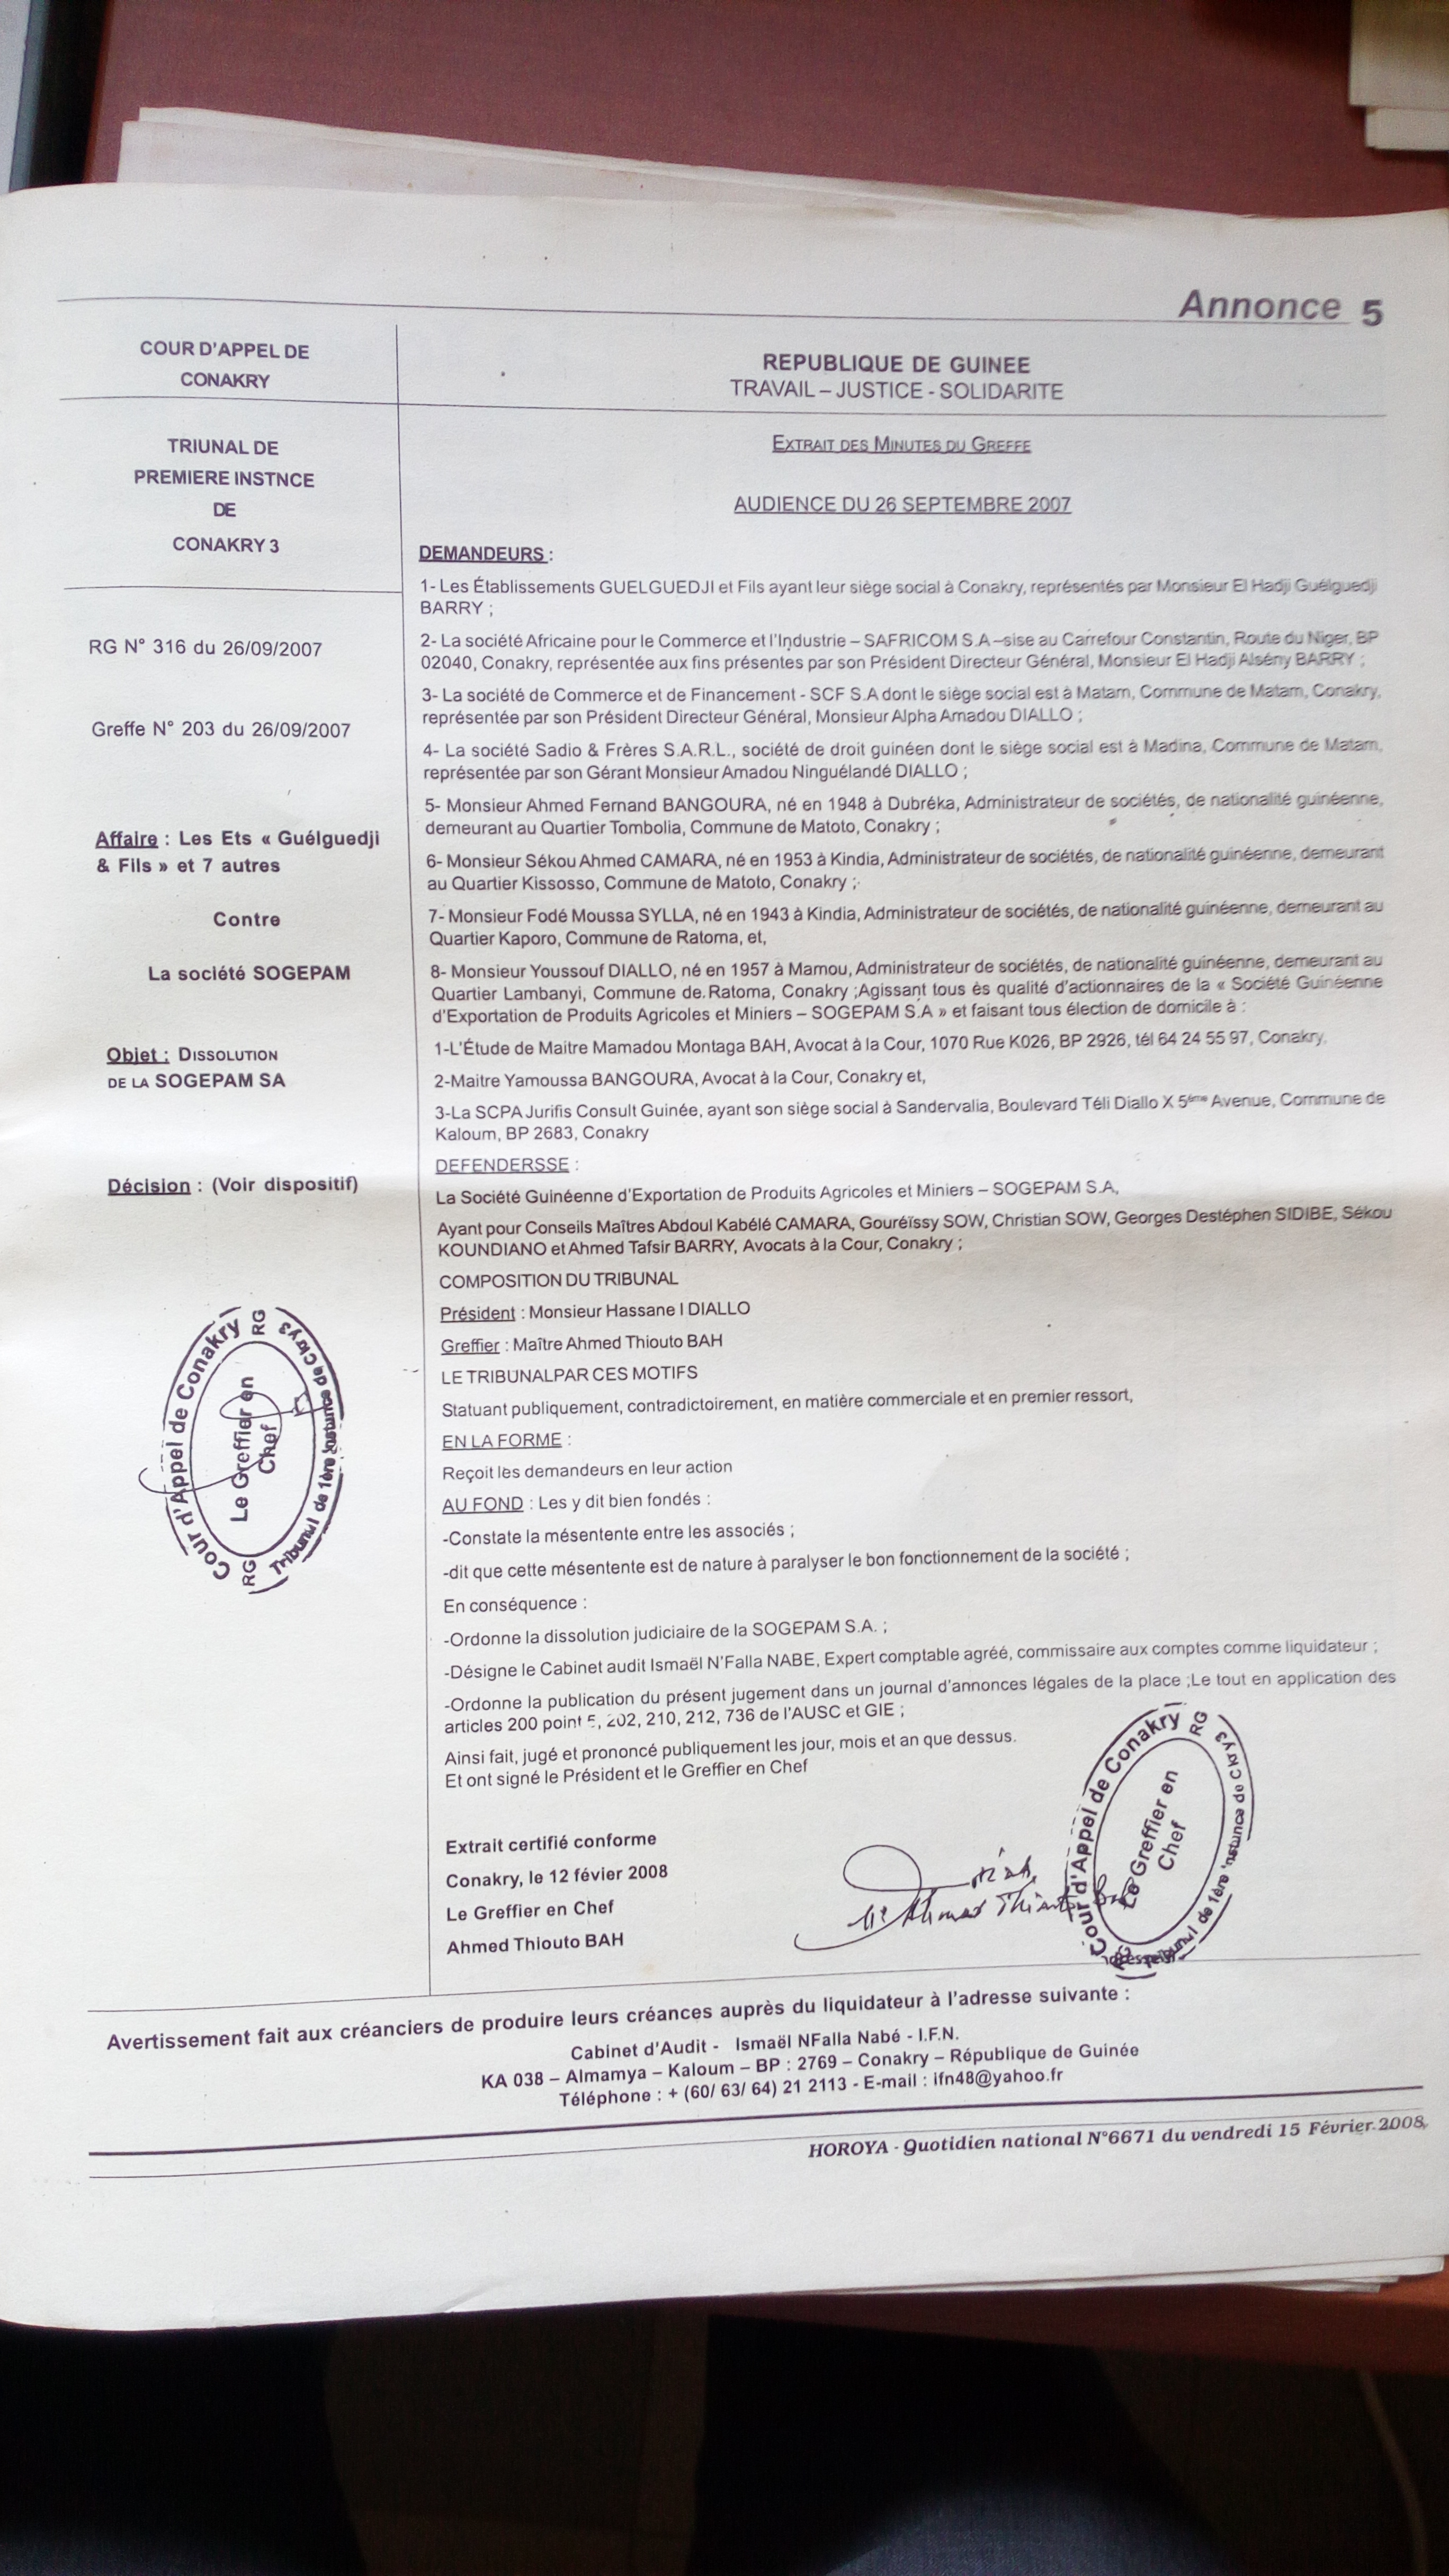 Annonce 5
COUR D'APPEL DE
CONAKRY
REPUBLIQUE DE GUINEE
TRAVAIL – JUSTICE - SOLIDARITE
TRIUNAL DE
PREMIERE INSTNCE
DE
CONAKRY 3
RG N° 316 du 26/09/2007
Greffe N° 203 du 26/09/2007
Affaire : Les Ets « Guélguedji
& Fils » et 7 autres
Contre
La société SOGEPAM
Objet : DISSOLUTION
DE LA SOGEPAM SA
Décision : (Voir dispositif)
Cour d'Appel de Conakry
RG
Le Greffier en
Chef
RG
Tribunal de 1ère Instance de Ckry3
EXTRAIT DES MINUTES DU GREFFE
AUDIENCE DU 26 SEPTEMBRE 2007
DEMANDEURS :
1- Les Établissements GUELGUEDJI et Fils ayant leur siège social à Conakry, représentés par Monsieur El Hadji Guélguedji
BARRY ;
2- La société Africaine pour le Commerce et l'Industrie – SAFRICOM S.A –sise au Carrefour Constantin, Route du Niger, BP
02040, Conakry, représentée aux fins présentes par son Président Directeur Général, Monsieur El Hadji Alsény BARRY ;
3- La société de Commerce et de Financement - SCF S.A dont le siège social est à Matam, Commune de Matam, Conakry,
représentée par son Président Directeur Général, Monsieur Alpha Amadou DIALLO ;
4- La société Sadio & Frères S.A.R.L., société de droit guinéen dont le siège social est à Madina, Commune de Matam,
représentée par son Gérant Monsieur Amadou Ninguélandé DIALLO ;
5- Monsieur Ahmed Fernand BANGOURA, né en 1948 à Dubréka, Administrateur de sociétés, de nationalité guinéenne,
demeurant au Quartier Tombolia, Commune de Matoto, Conakry ;
6- Monsieur Sékou Ahmed CAMARA, né en 1953 à Kindia, Administrateur de sociétés, de nationalité guinéenne, demeurant
au Quartier Kissosso, Commune de Matoto, Conakry ;
7- Monsieur Fodé Moussa SYLLA, né en 1943 à Kindia, Administrateur de sociétés, de nationalité guinéenne, demeurant au
Quartier Kaporo, Commune de Ratoma, et,
8- Monsieur Youssouf DIALLO, né en 1957 à Mamou, Administrateur de sociétés, de nationalité guinéenne, demeurant au
Quartier Lambanyi, Commune de Ratoma, Conakry ;Agissant tous ès qualité d'actionnaires de la « Société Guinéenne
d'Exportation de Produits Agricoles et Miniers – SOGEPAM S.A » et faisant tous élection de domicile à :
1-L'Étude de Maitre Mamadou Montaga BAH, Avocat à la Cour, 1070 Rue K026, BP 2926, tél 64 24 55 97, Conakry,
2-Maitre Yamoussa BANGOURA, Avocat à la Cour, Conakry et,
3-La SCPA Jurifis Consult Guinée, ayant son siège social à Sandervalia, Boulevard Téli Diallo X 5ème Avenue, Commune de
Kaloum, BP 2683, Conakry
DEFENDERSSE :
La Société Guinéenne d'Exportation de Produits Agricoles et Miniers – SOGEPAM S.A,
Ayant pour Conseils Maîtres Abdoul Kabélé CAMARA, Gouréïssy SOW, Christian SOW, Georges Destéphen SIDIBE, Sékou
KOUNDIANO et Ahmed Tafsir BARRY, Avocats à la Cour, Conakry ;
COMPOSITION DU TRIBUNAL
Président : Monsieur Hassane I DIALLO
Greffier : Maître Ahmed Thiouto BAH
LE TRIBUNALPAR CES MOTIFS
Statuant publiquement, contradictoirement, en matière commerciale et en premier ressort,
EN LA FORME :
Reçoit les demandeurs en leur action
AU FOND : Les y dit bien fondés :
-Constate la mésentente entre les associés ;
-dit que cette mésentente est de nature à paralyser le bon fonctionnement de la société ;
En conséquence :
-Ordonne la dissolution judiciaire de la SOGEPAM S.A. ;
-Désigne le Cabinet audit Ismaël N'Falla NABE, Expert comptable agréé, commissaire aux comptes comme liquidateur ;
-Ordonne la publication du présent jugement dans un journal d'annonces légales de la place ;Le tout en application des
articles 200 point 5, 202, 210, 212, 736 de l'AUSC et GIE ;
Ainsi fait, jugé et prononcé publiquement les jour, mois et an que dessus.
Et ont signé le Président et le Greffier en Chef
Extrait certifié conforme
Conakry, le 12 févier 2008
Le Greffier en Chef
Ahmed Thiouto BAH
Me Ahmed Thiouto Bah
Cour d'Appel de Conakry
RG
Le Greffier en
Chef
Tribunal de 1ère Instance de Ckry3
Avertissement fait aux créanciers de produire leurs créances auprès du liquidateur à l'adresse suivante :
Cabinet d'Audit - Ismaël NFalla Nabé - I.F.N.
KA 038 – Almamya – Kaloum – BP : 2769 – Conakry – République de Guinée
Téléphone : + (60/ 63/ 64) 21 2113 - E-mail : ifn48@yahoo.fr
HOROYA - Quotidien national N°6671 du vendredi 15 Février 2008